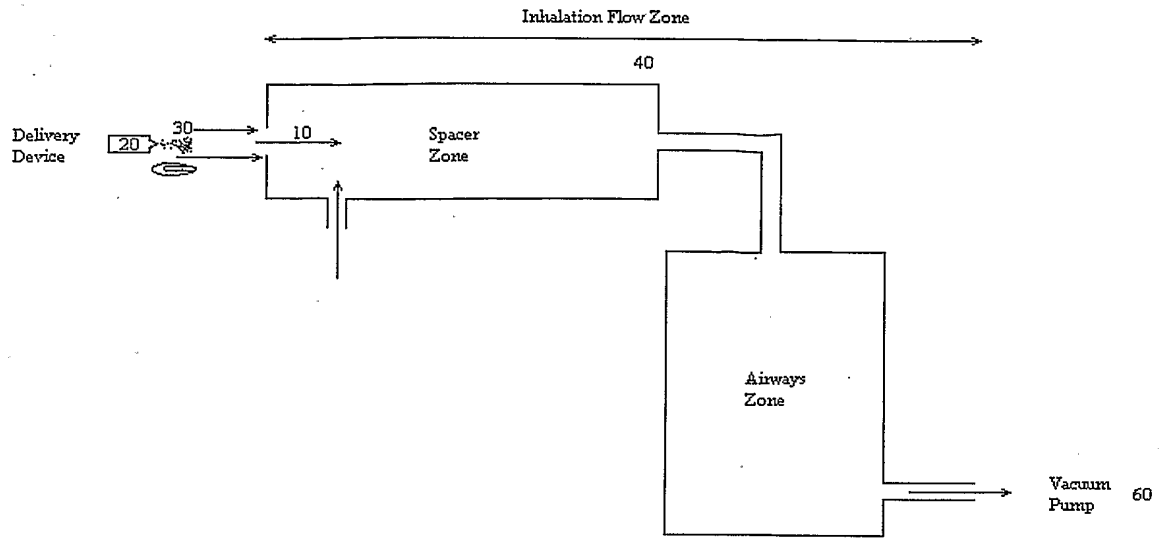 Inhalation Flow Zone
40
Delivery
Device
20
30
10
Spacer
Zone
Airways
Zone
Vacuum
Pump
60